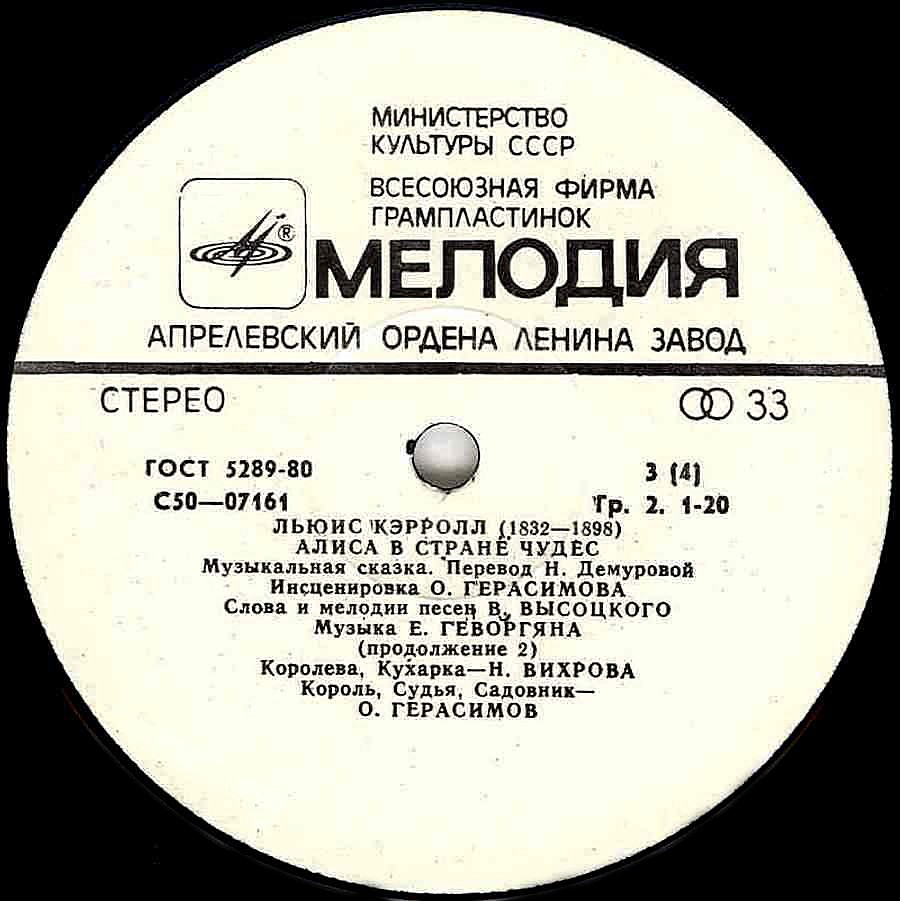 МИНИСТЕРСТВО
КУЛЬТУРЫ СССР
ВСЕСОЮЗНАЯ ФИРМА
ГРАМПЛАСТИНОК
®
МЕЛОДИЯ
АПРЕЛЕВСКИЙ ОРДЕНА ЛЕНИНА ЗАВОД
СТЕРЕО 33
ГОСТ 5289-80 3 (4)
С50—07161 Гр. 2. 1-20
ЛЬЮИС КЭРРОЛЛ (1832—1898)
АЛИСА В СТРАНЕ ЧУДЕС
Музыкальная сказка. Перевод Н. Демуровой
Инсценировка О. ГЕРАСИМОВА
Слова и мелодии песен В. ВЫСОЦКОГО
Музыка Е. ГЕВОРГЯНА
(продолжение 2)
Королева, Кухарка—Н. ВИХРОВА
Король, Судья, Садовник—
О. ГЕРАСИМОВ